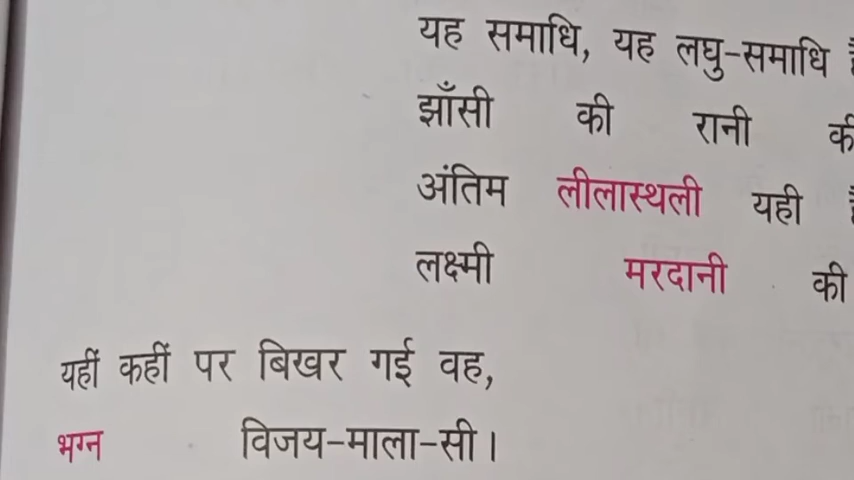 यह समाधि, यह लघु-समाधि
झाँसी की रानी की
अंतिम लीलास्थली यही
लक्ष्मी मरदानी की
यहीं कहीं पर बिखर गई वह,
भग्न विजय-माला-सी।